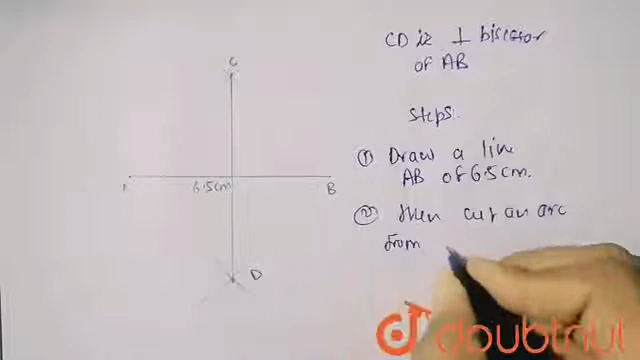 CD is ⊥ bisector
of AB
Steps:
① Draw a line
AB of 6.5cm.
② then cut an arc
from
C
A
6.5cm
B
D
doubtnut